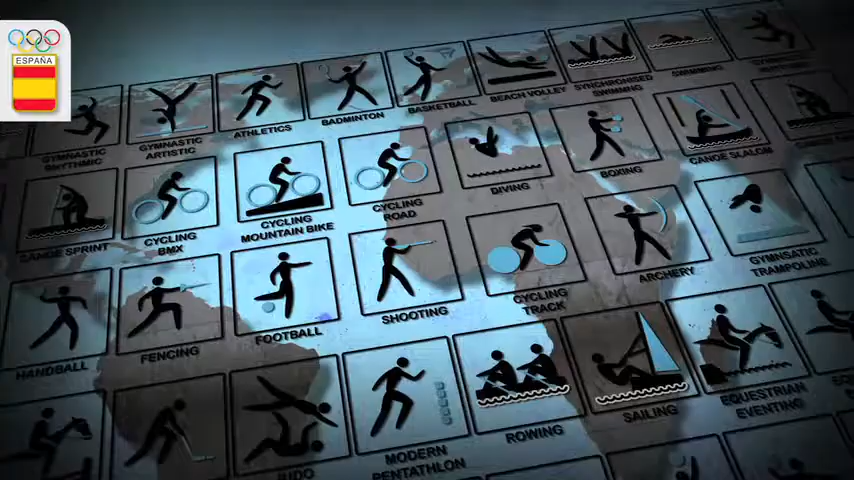 ESPAÑA
GYMNASTIC
RHYTHMIC
GYMNASTIC
ARTISTIC
ATHLETICS
BADMINTON
BASKETBALL
BEACH VOLLEY
SYNCHRONISED
SWIMMING
SWIMMING
CANOE SPRINT
CYCLING
BMX
CYCLING
MOUNTAIN BIKE
CYCLING
ROAD
DIVING
BOXING
CANOE SLALOM
HANDBALL
FENCING
FOOTBALL
SHOOTING
CYCLING
TRACK
ARCHERY
GYMNSATIC
TRAMPOLINE
JUDO
MODERN
PENTATHLON
ROWING
SAILING
EQUESTRIAN
EVENTING